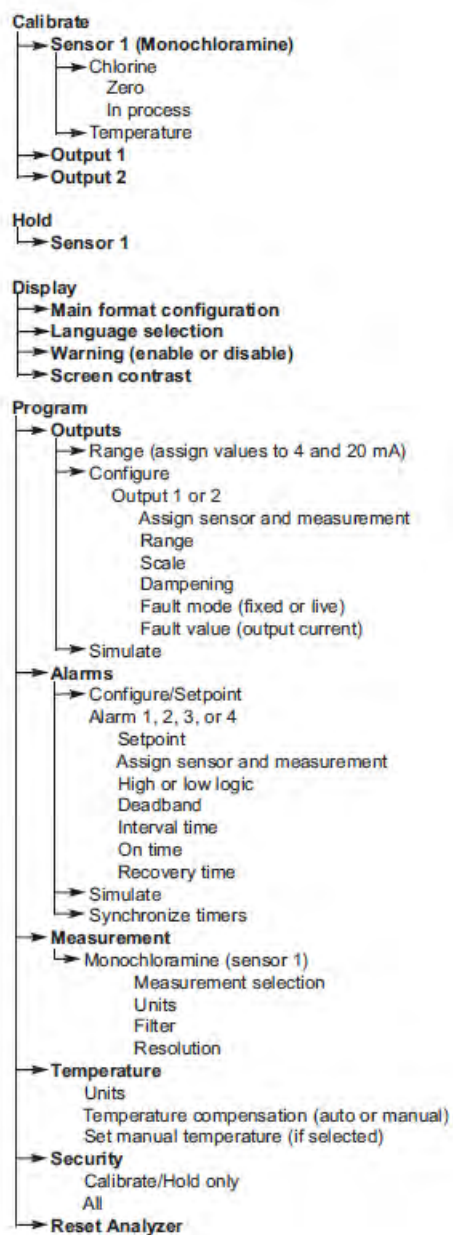 Calibrate
Sensor 1 (Monochloramine)
Chlorine
Zero
In process
Temperature
Output 1
Output 2
Hold
Sensor 1
Display
Main format configuration
Language selection
Warning (enable or disable)
Screen contrast
Program
Outputs
Range (assign values to 4 and 20 mA)
Configure
Output 1 or 2
Assign sensor and measurement
Range
Scale
Dampening
Fault mode (fixed or live)
Fault value (output current)
Simulate
Alarms
Configure/Setpoint
Alarm 1, 2, 3, or 4
Setpoint
Assign sensor and measurement
High or low logic
Deadband
Interval time
On time
Recovery time
Simulate
Synchronize timers
Measurement
Monochloramine (sensor 1)
Measurement selection
Units
Filter
Resolution
Temperature
Units
Temperature compensation (auto or manual)
Set manual temperature (if selected)
Security
Calibrate/Hold only
All
Reset Analyzer